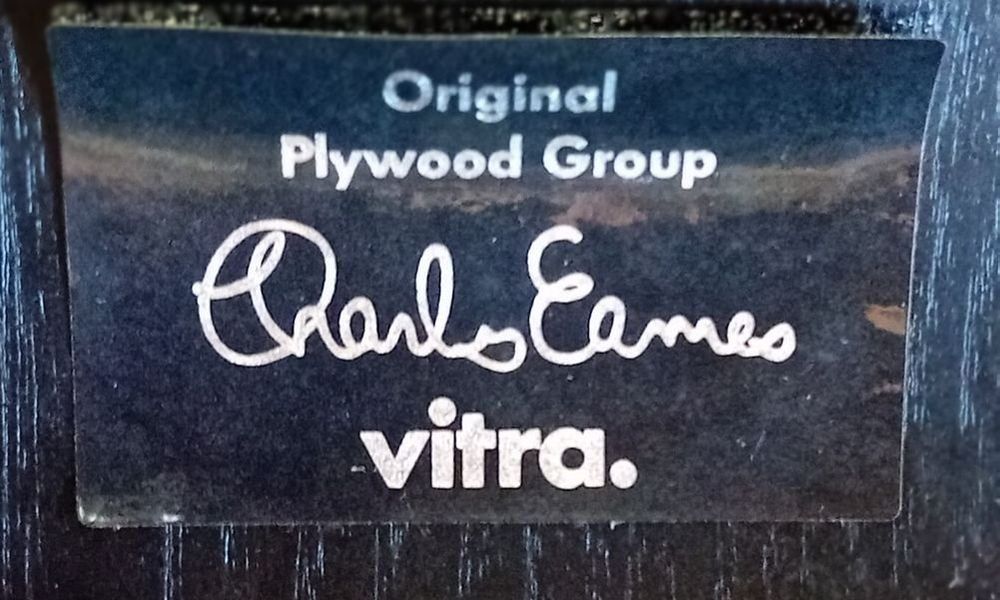 Original
Plywood Group
Charles Eames
vitra.